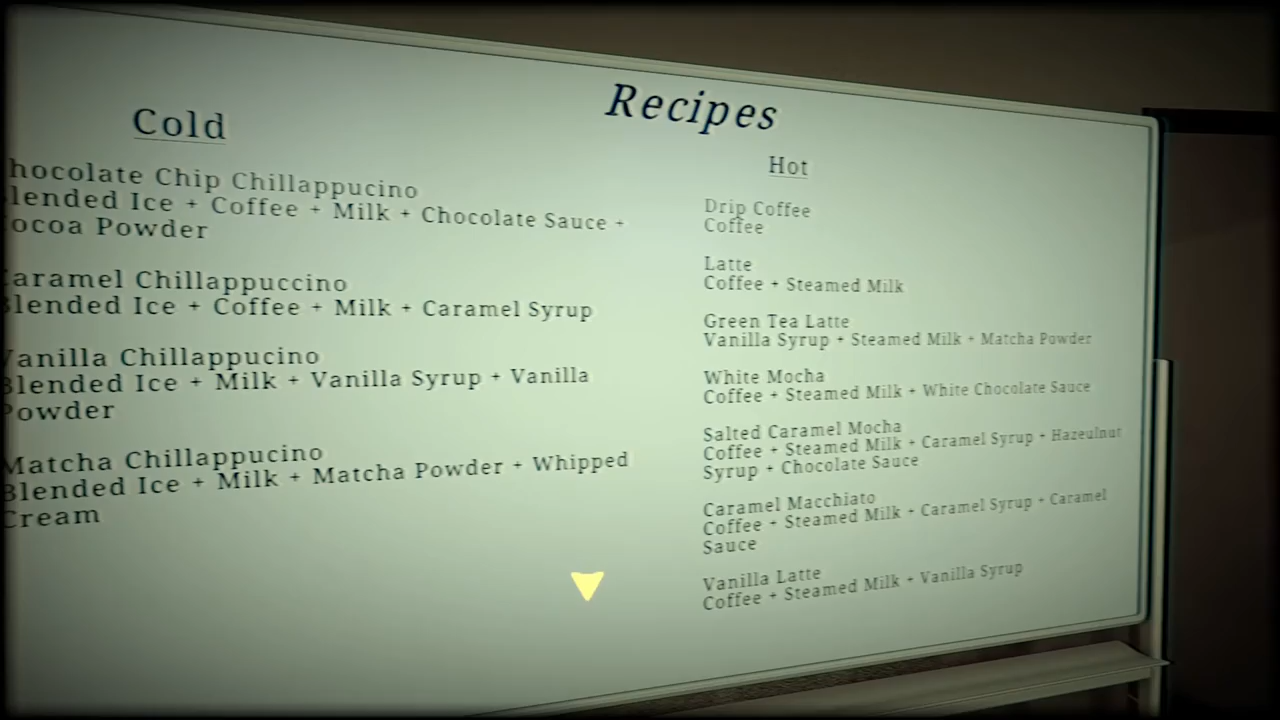 Recipes
Cold
hocolate Chip Chillappucino
lended Ice + Coffee + Milk + Chocolate Sauce +
ocoa Powder
aramel Chillappuccino
Blended Ice + Coffee + Milk + Caramel Syrup
Vanilla Chillappucino
Blended Ice + Milk + Vanilla Syrup + Vanilla
Powder
Matcha Chillappucino
Blended Ice + Milk + Matcha Powder + Whipped
Cream
Hot
Drip Coffee
Coffee
Latte
Coffee + Steamed Milk
Green Tea Latte
Vanilla Syrup + Steamed Milk + Matcha Powder
White Mocha
Coffee + Steamed Milk + White Chocolate Sauce
Salted Caramel Mocha
Coffee + Steamed Milk + Caramel Syrup + Hazeulnut
Syrup + Chocolate Sauce
Caramel Macchiato
Coffee + Steamed Milk + Caramel Syrup + Caramel
Sauce
Vanilla Latte
Coffee + Steamed Milk + Vanilla Syrup